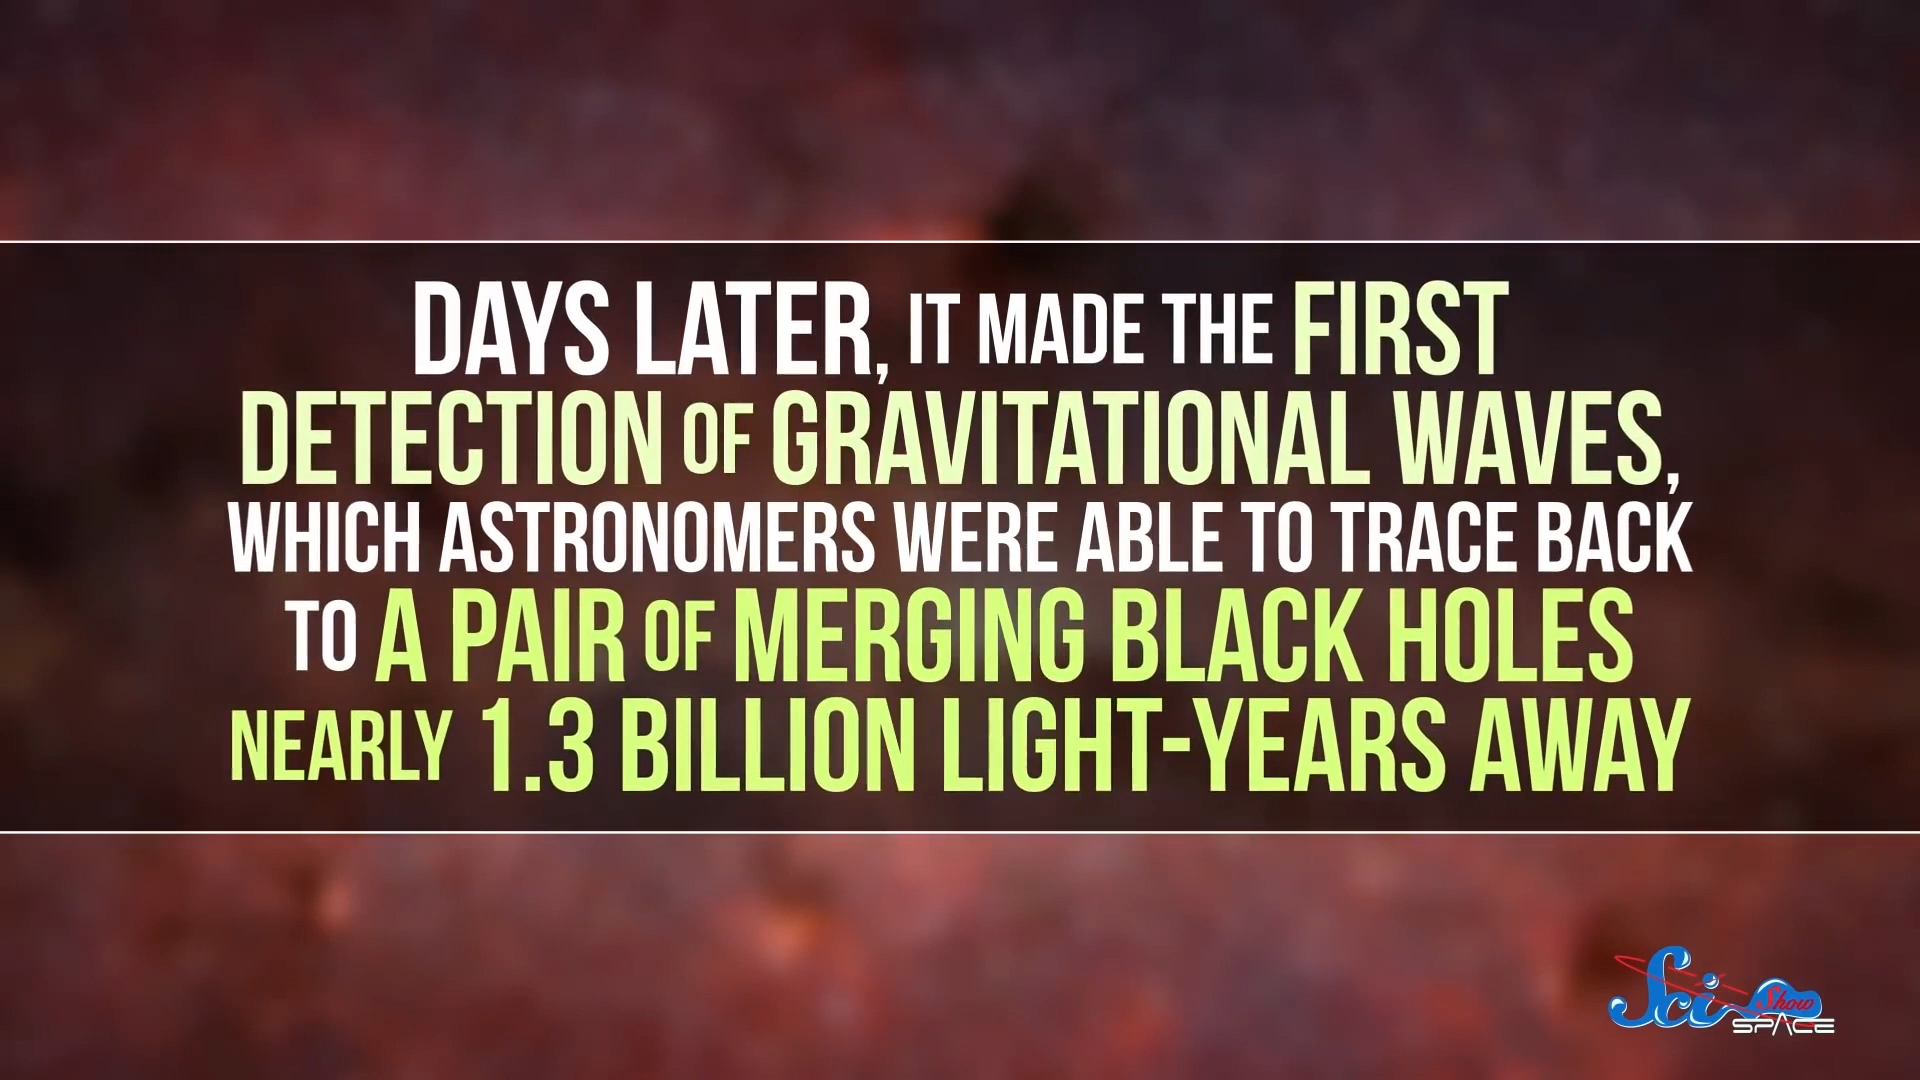 DAYS LATER, IT MADE THE FIRST
DETECTION OF GRAVITATIONAL WAVES,
WHICH ASTRONOMERS WERE ABLE TO TRACE BACK
TO A PAIR OF MERGING BLACK HOLES
NEARLY 1.3 BILLION LIGHT-YEARS AWAY
Sci Show
SPACE